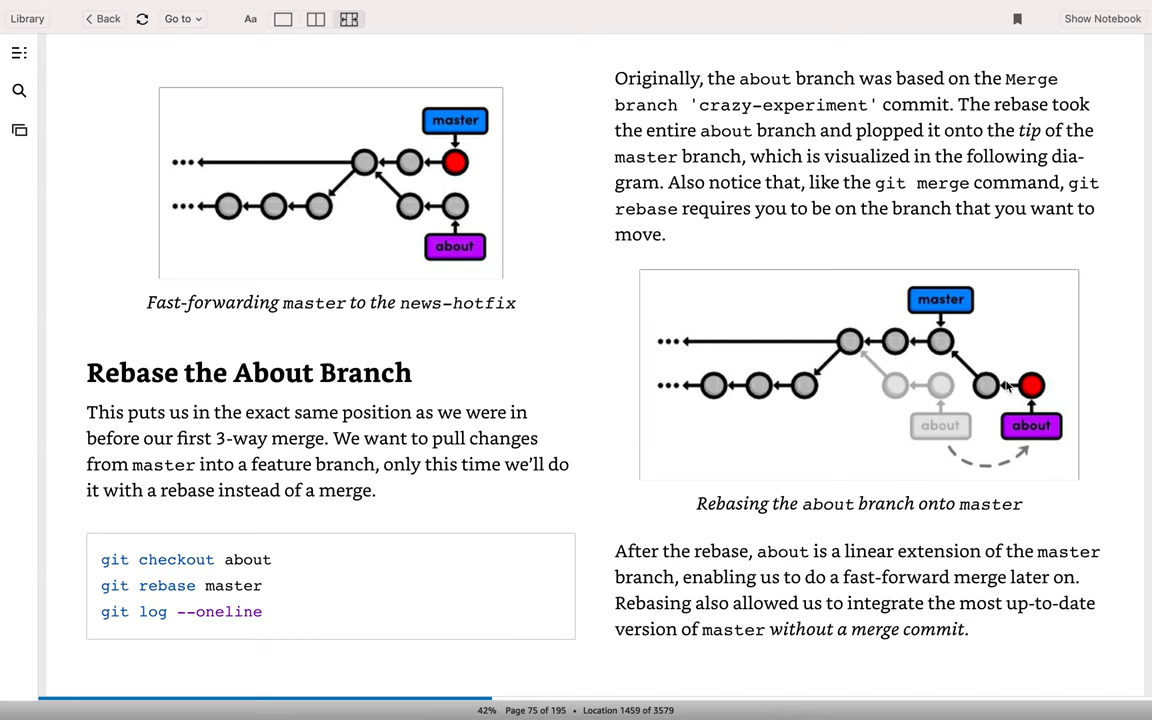 Library
Back
Go to
Aa
Show Notebook
master
about
Fast-forwarding master to the news-hotfix
Rebase the About Branch
This puts us in the exact same position as we were in
before our first 3-way merge. We want to pull changes
from master into a feature branch, only this time we’ll do
it with a rebase instead of a merge.
git checkout about
git rebase master
git log --oneline
Originally, the about branch was based on the Merge
branch 'crazy-experiment' commit. The rebase took
the entire about branch and plopped it onto the tip of the
master branch, which is visualized in the following dia-
gram. Also notice that, like the git merge command, git
rebase requires you to be on the branch that you want to
move.
master
about about
Rebasing the about branch onto master
After the rebase, about is a linear extension of the master
branch, enabling us to do a fast-forward merge later on.
Rebasing also allowed us to integrate the most up-to-date
version of master without a merge commit.
42% Page 75 of 195 • Location 1459 of 3579